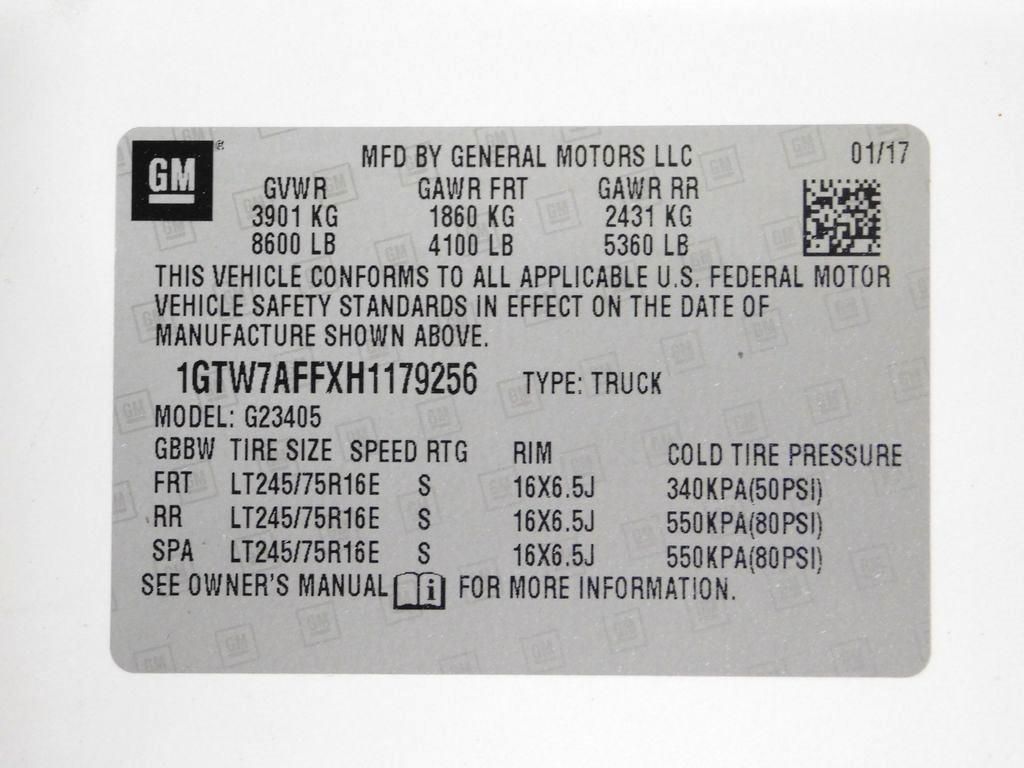 GM
MFD BY GENERAL MOTORS LLC 01/17
GVWR GAWR FRT GAWR RR
3901 KG 1860 KG 2431 KG
8600 LB 4100 LB 5360 LB
THIS VEHICLE CONFORMS TO ALL APPLICABLE U.S. FEDERAL MOTOR
VEHICLE SAFETY STANDARDS IN EFFECT ON THE DATE OF
MANUFACTURE SHOWN ABOVE.
1GTW7AFFXH1179256 TYPE: TRUCK
MODEL: G23405
GBBW TIRE SIZE SPEED RTG RIM COLD TIRE PRESSURE
FRT LT245/75R16E S 16X6.5J 340KPA(50PSI)
RR LT245/75R16E S 16X6.5J 550KPA(80PSI)
SPA LT245/75R16E S 16X6.5J 550KPA(80PSI)
SEE OWNER'S MANUAL i FOR MORE INFORMATION.